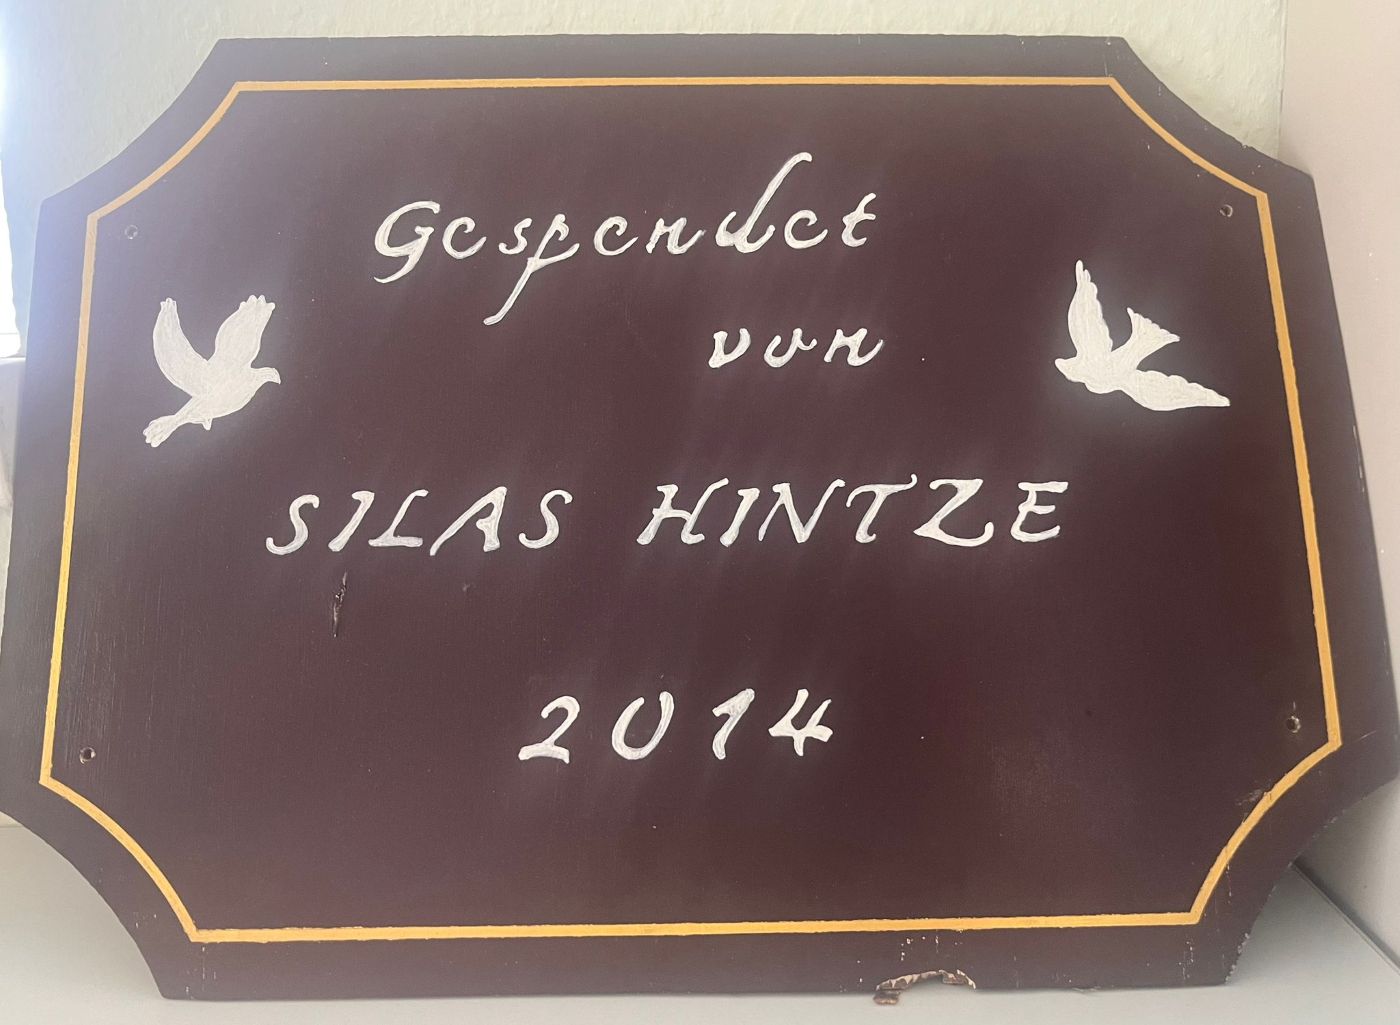 Gespendet
von
SILAS HINTZE
2014